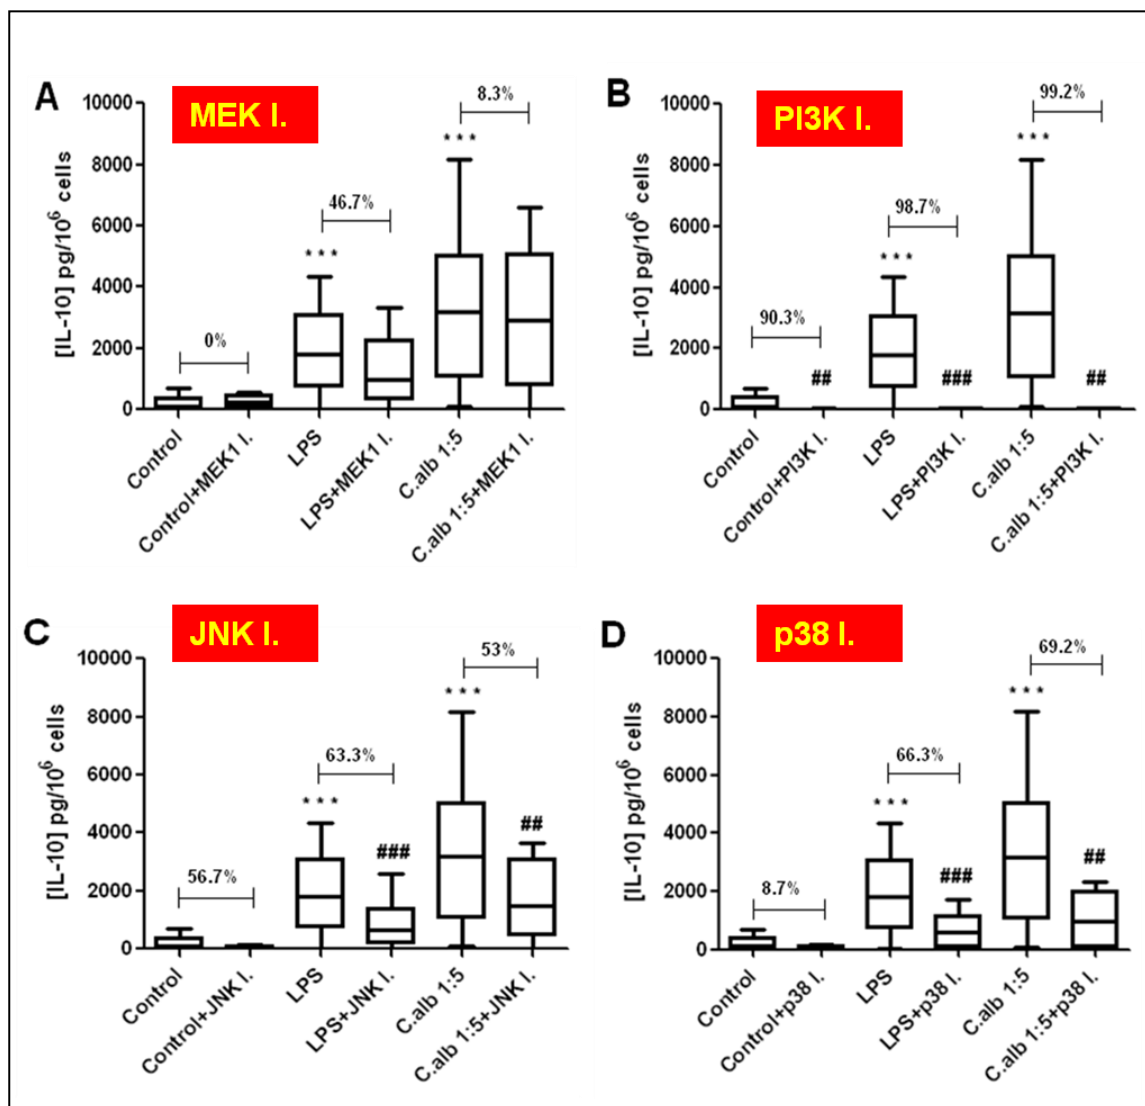 A
MEK I.
[IL-10] pg/10⁶ cells
10000
8000
6000
4000
2000
0
0%
46.7%
8.3%
* * *
* * *
Control
Control+MEK1 I.
LPS
LPS+MEK1 I.
C.alb 1:5
C.alb 1:5+MEK1 I.
B
PI3K I.
[IL-10] pg/10⁶ cells
10000
8000
6000
4000
2000
0
90.3%
98.7%
99.2%
* * *
* * *
##
###
##
Control
Control+PI3K I.
LPS
LPS+PI3K I.
C.alb 1:5
C.alb 1:5+PI3K I.
C
JNK I.
[IL-10] pg/10⁶ cells
10000
8000
6000
4000
2000
0
56.7%
63.3%
53%
* * *
* * *
###
##
Control
Control+JNK I.
LPS
LPS+JNK I.
C.alb 1:5
C.alb 1:5+JNK I.
D
p38 I.
[IL-10] pg/10⁶ cells
10000
8000
6000
4000
2000
0
8.7%
66.3%
69.2%
* * *
* * *
###
##
Control
Control+p38 I.
LPS
LPS+p38 I.
C.alb 1:5
C.alb 1:5+p38 I.